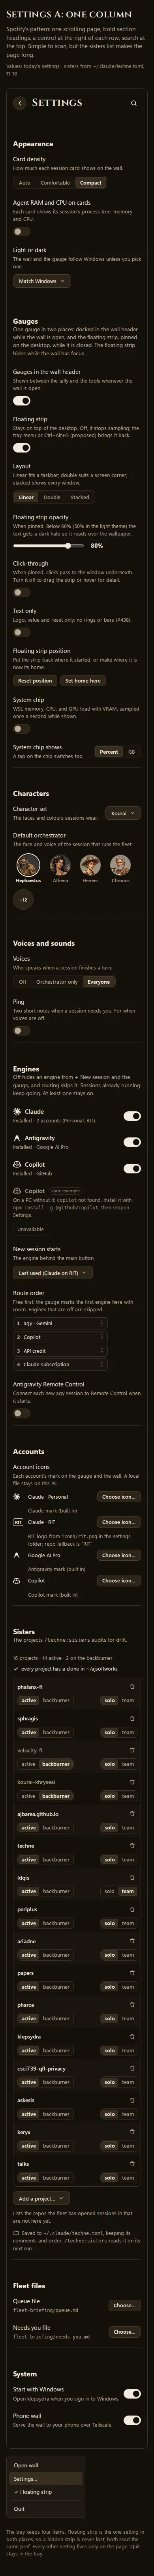 SETTINGS A: ONE COLUMN
Spotify's pattern: one scrolling page, bold section
headings, a control at the right of each row, search at
the top. Simple to scan, but the sisters list makes the
page long.
Values: today's settings · sisters from ~/.claude/techne.toml,
11-18
SETTINGS
Appearance
Card density
How much session card shows on the wall.
Auto Comfortable Compact
Agent RAM and CPU on cards
Each card shows its session's process tree: memory
and CPU.
Light or dark
The wall and the gauge follow Windows unless you pick
one.
Match Windows
Gauges
One gauge in two places: docked in the wall header
while the wall is open, and the floating strip, pinned
on the desktop, while it is closed. The floating strip
hides while the wall has focus.
Gauges in the wall header
Shown between the tally and the tools whenever the
wall is open.
Floating strip
Stays on top of the desktop. Off, it stops sampling; the
tray menu or Ctrl+Alt+G (proposed) brings it back.
Layout
Linear fits a taskbar; double suits a screen corner;
stacked shows every window.
Linear Double Stacked
Floating strip opacity
When pinned. Below 60% (50% in the light theme) the
text gets a dark halo so it reads over the wallpaper.
80%
Click-through
When pinned, clicks pass to the window underneath.
Turn it off to drag the strip or hover for detail.
Text only
Logo, value and reset only: no rings or bars (#438).
Floating strip position
Put the strip back where it started, or make where it is
now its home.
Reset position Set home here
System chip
WSL memory, CPU, and GPU load with VRAM, sampled
once a second while shown.
System chip shows
A tap on the chip switches too.
Percent GB
Characters
Character set
The faces and colours sessions wear.
Kourai
Default orchestrator
The face and voice of the session that runs the fleet.
Hephaestus Athena Hermes Chronos
+12
Voices and sounds
Voices
Who speaks when a session finishes a turn.
Off Orchestrator only Everyone
Ping
Two short notes when a session needs you. For when
voices are off.
Engines
Off hides an engine from + New session and the
gauge, and routing skips it. Sessions already running
keep going. At least one stays on.
Claude
Installed · 2 accounts (Personal, RIT)
Antigravity
Installed · Google AI Pro
Copilot
Installed · GitHub
Copilot state example
On a PC without it: copilot not found. Install it with
npm install -g @github/copilot, then reopen
Settings.
Unavailable
New session starts
The engine behind the main button.
Last used (Claude on RIT)
Route order
Free first: the gauge marks the first engine here with
room. Engines that are off are skipped.
1 agy · Gemini
2 Copilot
3 API credit
4 Claude subscription
Antigravity Remote Control
Connect each new agy session to Remote Control when
it starts.
Accounts
Account icons
Each account's mark on the gauge and the wall. A local
file stays on this PC.
Claude · Personal
Choose icon...
Claude mark (built in)
RIT Claude · RIT
Choose icon...
RIT logo from icons/rit.png in the settings
folder; repo fallback is "RIT"
Google AI Pro
Choose icon...
Antigravity mark (built in)
Copilot
Choose icon...
Copilot mark (built in)
Sisters
The projects /techne:sisters audits for drift.
16 projects · 14 active · 2 on the backburner
✓ every project has a clone in ~/ajsoftworks
phalanx-fl
active backburner solo team
sphragis
active backburner solo team
velocity-fl
active backburner solo team
kourai-khryseai
active backburner solo team
ajbarea.github.io
active backburner solo team
techne
active backburner solo team
ldqis
active backburner solo team
periplus
active backburner solo team
ariadne
active backburner solo team
papers
active backburner solo team
pharos
active backburner solo team
klepsydra
active backburner solo team
csci739-qfl-privacy
active backburner solo team
askesis
active backburner solo team
keryx
active backburner solo team
talks
active backburner solo team
Add a project...
Lists the repos the fleet has opened sessions in that
are not here yet.
Saved to ~/.claude/techne.toml, keeping its
comments and order. /techne:sisters reads it on its
next run.
Fleet files
Queue file
fleet-briefing/queue.md
Choose...
Needs you file
fleet-briefing/needs-you.md
Choose...
System
Start with Windows
Open klepsydra when you sign in to Windows.
Phone wall
Serve the wall to your phone over Tailscale.
Open wall
Settings...
✓ Floating strip
Quit
The tray keeps four items. Floating strip is the one setting in
both places, so a hidden strip is never lost; both read the
same pref. Every other setting lives only on the page. Quit
stays in the tray.